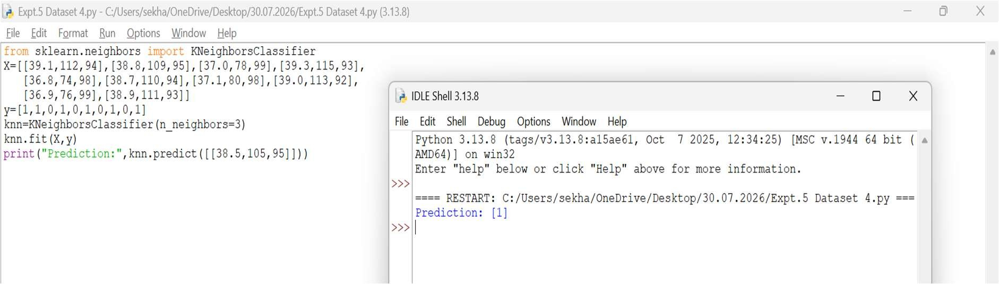 Expt.5 Dataset 4.py - C:/Users/sekha/OneDrive/Desktop/30.07.2026/Expt.5 Dataset 4.py (3.13.8)
File Edit Format Run Options Window Help
from sklearn.neighbors import KNeighborsClassifier
X=[[39.1,112,94],[38.8,109,95],[37.0,78,99],[39.3,115,93],
[36.8,74,98],[38.7,110,94],[37.1,80,98],[39.0,113,92],
[36.9,76,99],[38.9,111,93]]
y=[1,1,0,1,0,1,0,1,0,1]
knn=KNeighborsClassifier(n_neighbors=3)
knn.fit(X,y)
print("Prediction:",knn.predict([[38.5,105,95]]))
IDLE Shell 3.13.8
File Edit Shell Debug Options Window Help
Python 3.13.8 (tags/v3.13.8:a15ae61, Oct  7 2025, 12:34:25) [MSC v.1944 64 bit (
AMD64)] on win32
Enter "help" below or click "Help" above for more information.
>>>
==== RESTART: C:/Users/sekha/OneDrive/Desktop/30.07.2026/Expt.5 Dataset 4.py ===
Prediction: [1]
>>>